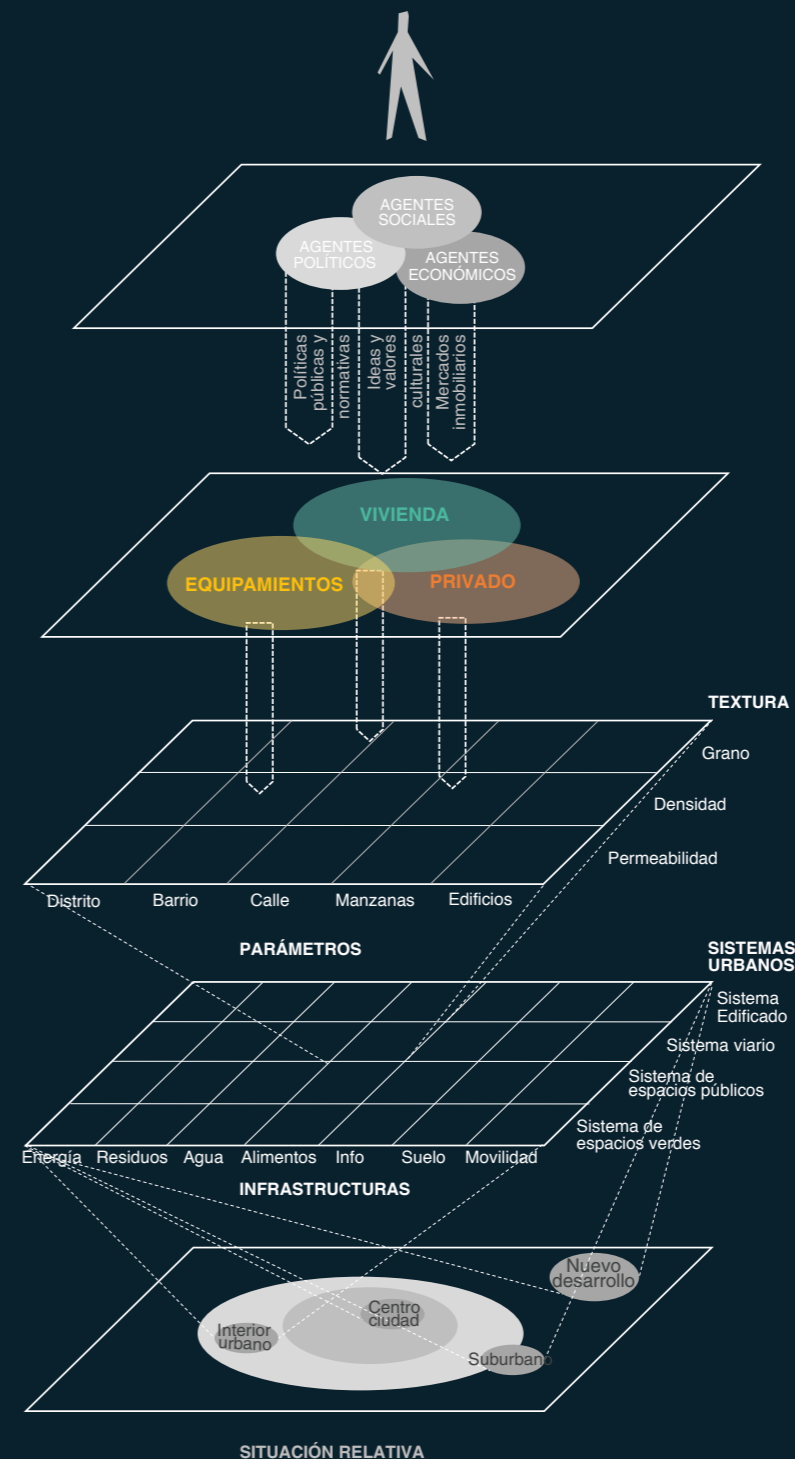 AGENTES
SOCIALES
AGENTES
POLÍTICOS
AGENTES
ECONÓMICOS
Políticas
públicas y
normativas
Ideas y
valores
culturales
Mercados
inmobiliarios
VIVIENDA
EQUIPAMIENTOS
PRIVADO
TEXTURA
Grano
Densidad
Permeabilidad
Distrito
Barrio
Calle
Manzanas
Edificios
PARÁMETROS
SISTEMAS
URBANOS
Sistema
Edificado
Sistema viario
Sistema de
espacios públicos
Sistema de
espacios verdes
Energía
Residuos
Agua
Alimentos
Info
Suelo
Movilidad
INFRASTRUCTURAS
Nuevo
desarrollo
Centro
ciudad
Interior
urbano
Suburbano
SITUACIÓN RELATIVA